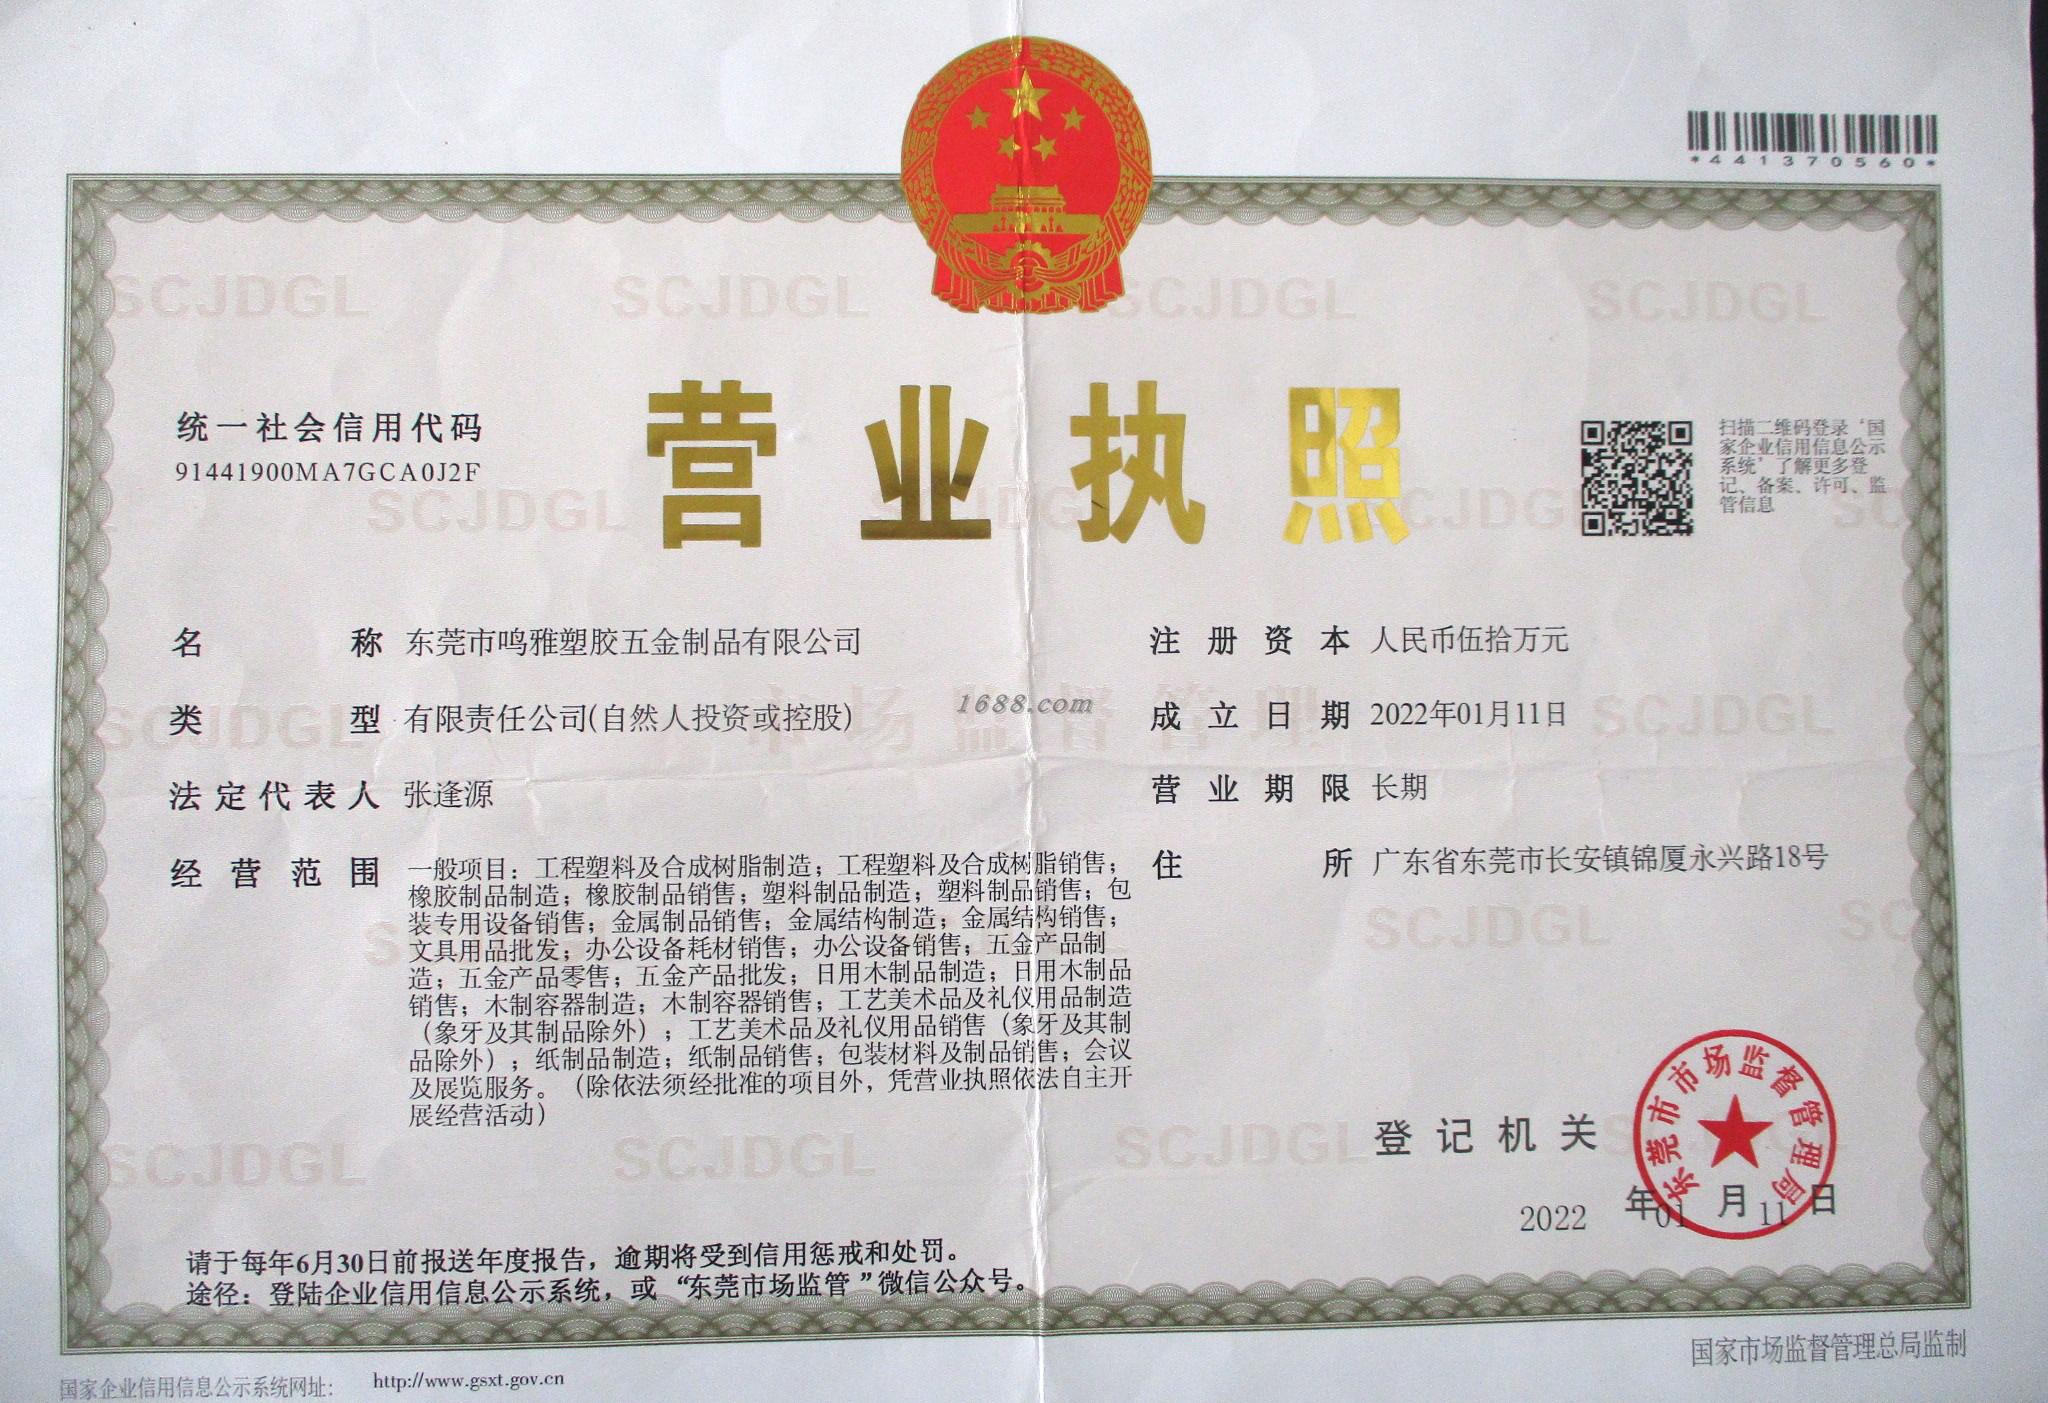 *441370560*
SCJDGL SCJDGL SCJDGL SCJDGL
营业执照
统一社会信用代码
91441900MA7GCA0J2F
扫描二维码登录‘国
家企业信用信息公示
系统’了解更多登
记、备案、许可、监
管信息
SCJDGL
名称 东莞市鸣雅塑胶五金制品有限公司
类型 有限责任公司(自然人投资或控股)
法定代表人 张逢源
经营范围 一般项目：工程塑料及合成树脂制造；工程塑料及合成树脂销售；
橡胶制品制造；橡胶制品销售；塑料制品制造；塑料制品销售；包
装专用设备销售；金属制品销售；金属结构制造；金属结构销售；
文具用品批发；办公设备耗材销售；办公设备销售；五金产品制
造；五金产品零售；五金产品批发；日用木制品制造；日用木制品
销售；木制容器制造；木制容器销售；工艺美术品及礼仪用品制造
（象牙及其制品除外）；工艺美术品及礼仪用品销售（象牙及其制
品除外）；纸制品制造；纸制品销售；包装材料及制品销售；会议
及展览服务。（除依法须经批准的项目外，凭营业执照依法自主开
展经营活动）
注册资本 人民币伍拾万元
成立日期 2022年01月11日
营业期限 长期
住所 广东省东莞市长安镇锦厦永兴路18号
1688.com
市场监督管理
SCJDGL SCJDGL
SCJDGL
SCJDGL SCJDGL SCJDGL
登记机关
东莞市市场监督管理局
2022年01月11日
请于每年6月30日前报送年度报告，逾期将受到信用惩戒和处罚。
途径：登陆企业信用信息公示系统，或“东莞市场监管”微信公众号。
国家企业信用信息公示系统网址： http://www.gsxt.gov.cn
国家市场监督管理总局监制